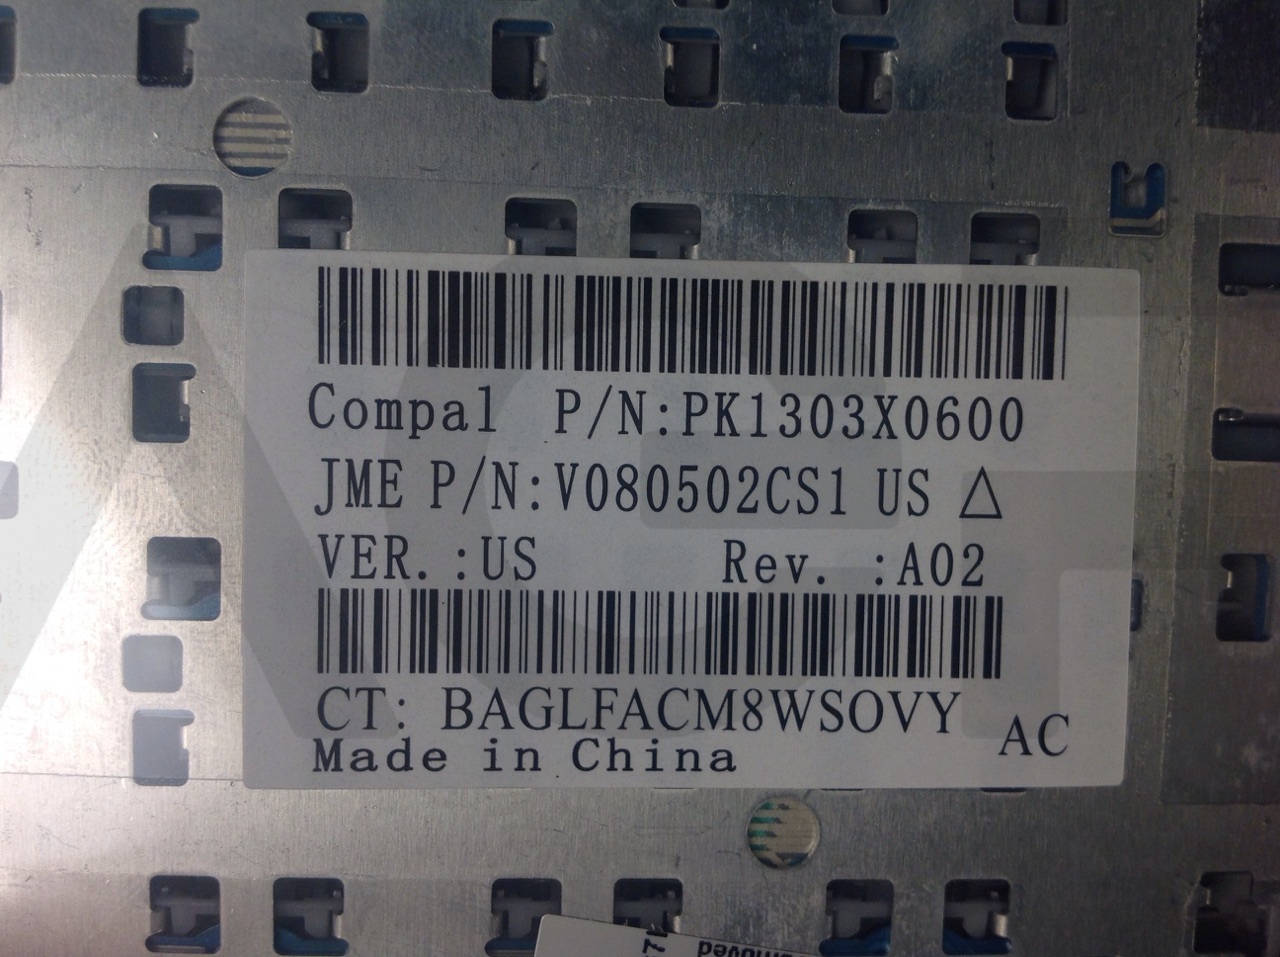 Compal P/N:PK1303X0600
JME P/N:V080502CS1 US △
VER. :US Rev. :A02
CT: BAGLFACM8WSOVY
AC
Made in China